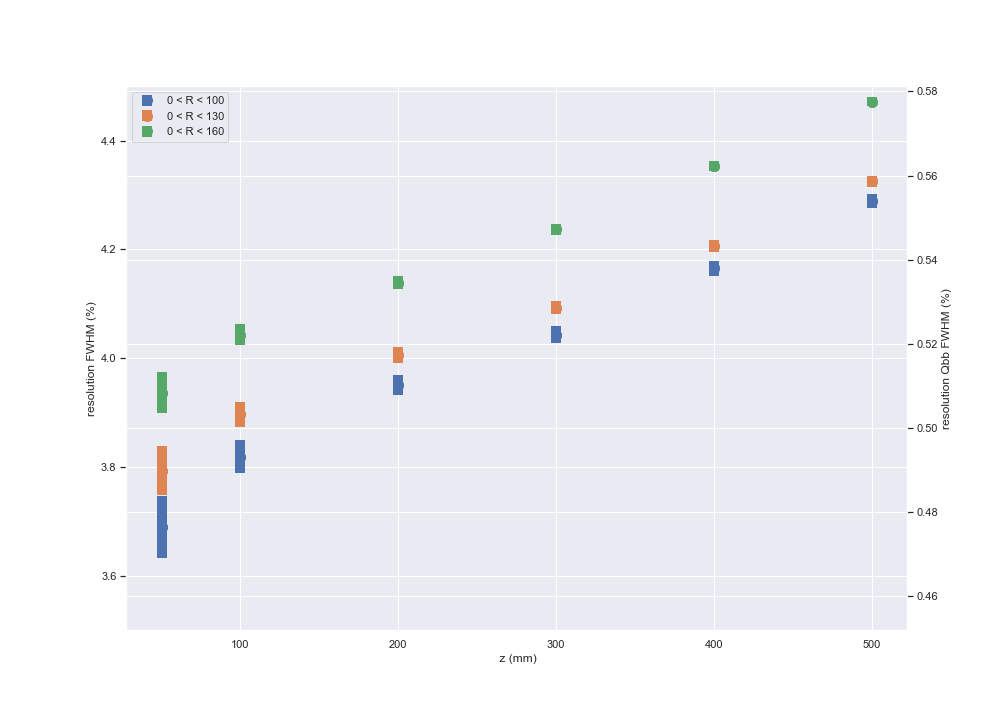 0 < R < 100
0 < R < 130
0 < R < 160
4.4
4.2
4.0
3.8
3.6
resolution FWHM (%)
0.58
0.56
0.54
0.52
0.50
0.48
0.46
resolution Qbb FWHM (%)
100
200
300
400
500
z (mm)